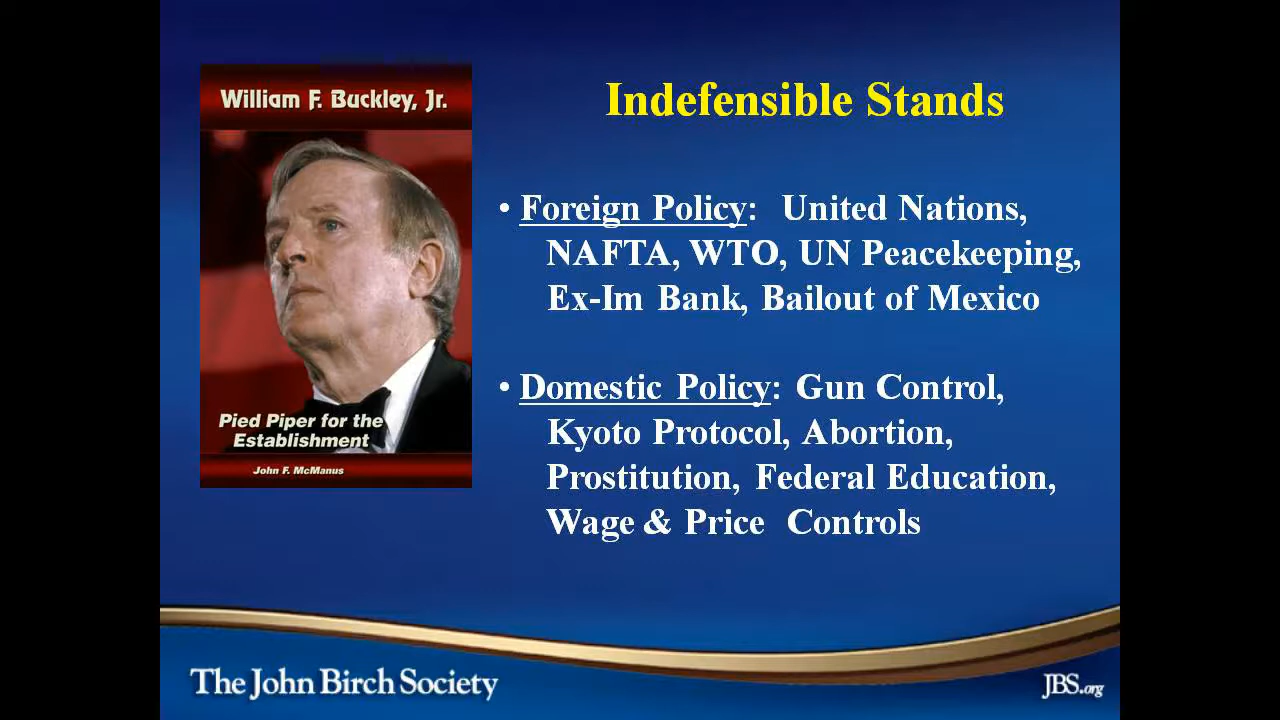 William F. Buckley, Jr.
Pied Piper for the
Establishment
John F. McManus
Indefensible Stands
• Foreign Policy: United Nations,
NAFTA, WTO, UN Peacekeeping,
Ex-Im Bank, Bailout of Mexico
• Domestic Policy: Gun Control,
Kyoto Protocol, Abortion,
Prostitution, Federal Education,
Wage & Price Controls
The John Birch Society
JBS.org